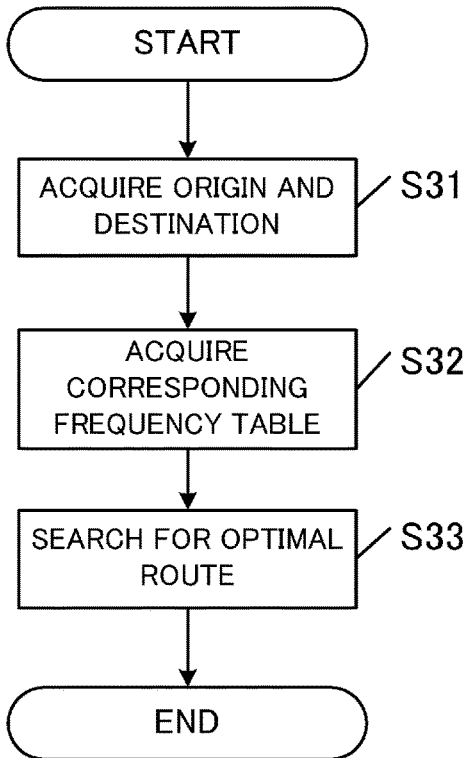 START
ACQUIRE ORIGIN AND
DESTINATION
S31
ACQUIRE
CORRESPONDING
FREQUENCY TABLE
S32
SEARCH FOR OPTIMAL
ROUTE
S33
END